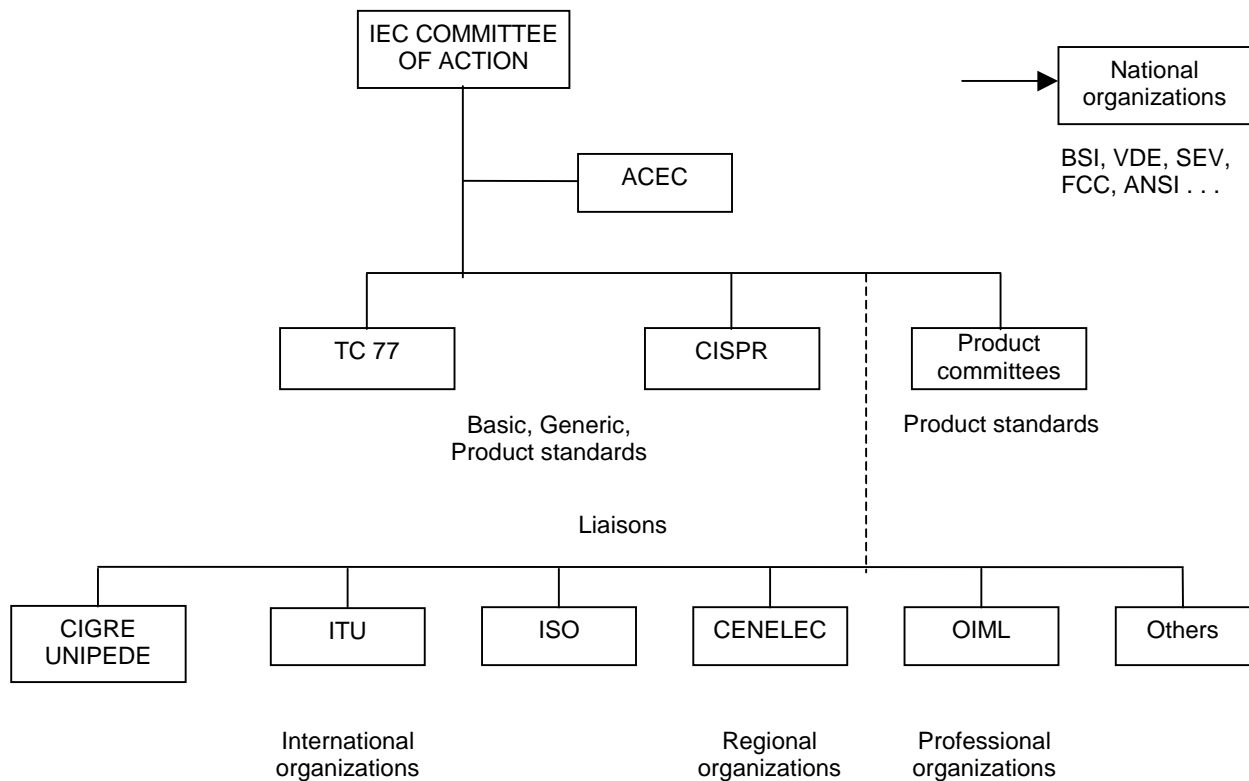 IEC COMMITTEE
OF ACTION
National
organizations
BSI, VDE, SEV,
FCC, ANSI . . .
ACEC
TC 77
CISPR
Product
committees
Basic, Generic,
Product standards
Product standards
Liaisons
CIGRE
UNIPEDE
ITU
ISO
CENELEC
OIML
Others
International
organizations
Regional
organizations
Professional
organizations